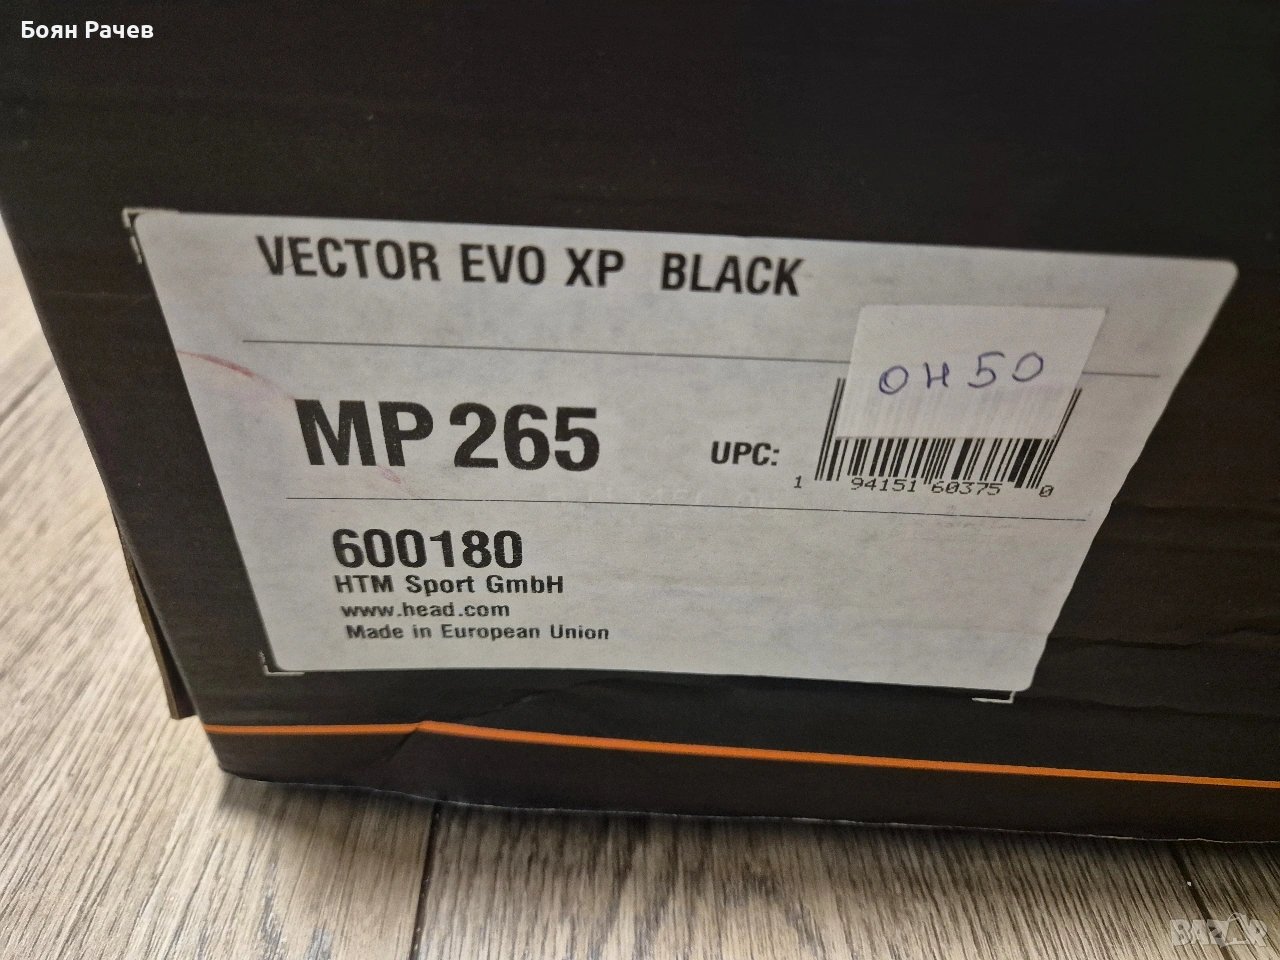 Боян Рачев
VECTOR EVO XP BLACK
OH50
MP 265
UPC:
1 94151 60375 0
600180
HTM Sport GmbH
www.head.com
Made in European Union
BAZAR